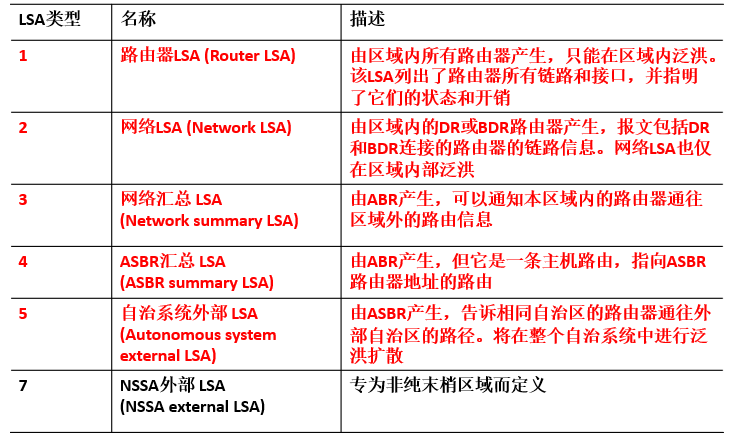 LSA类型 名称 描述
1 路由器LSA (Router LSA) 由区域内所有路由器产生，只能在区域内泛洪。
该LSA列出了路由器所有链路和接口，并指明
了它们的状态和开销
2 网络LSA (Network LSA) 由区域内的DR或BDR路由器产生，报文包括DR
和BDR连接的路由器的链路信息。网络LSA也仅
在区域内部泛洪
3 网络汇总 LSA 由ABR产生，可以通知本区域内的路由器通往
(Network summary LSA) 区域外的路由信息
4 ASBR汇总 LSA 由ABR产生，但它是一条主机路由，指向ASBR
(ASBR summary LSA) 路由器地址的路由
5 自治系统外部 LSA 由ASBR产生，告诉相同自治区的路由器通往外
(Autonomous system 部自治区的路径。将在整个自治系统中进行泛
external LSA) 洪扩散
7 NSSA外部 LSA 专为非纯末梢区域而定义
(NSSA external LSA)